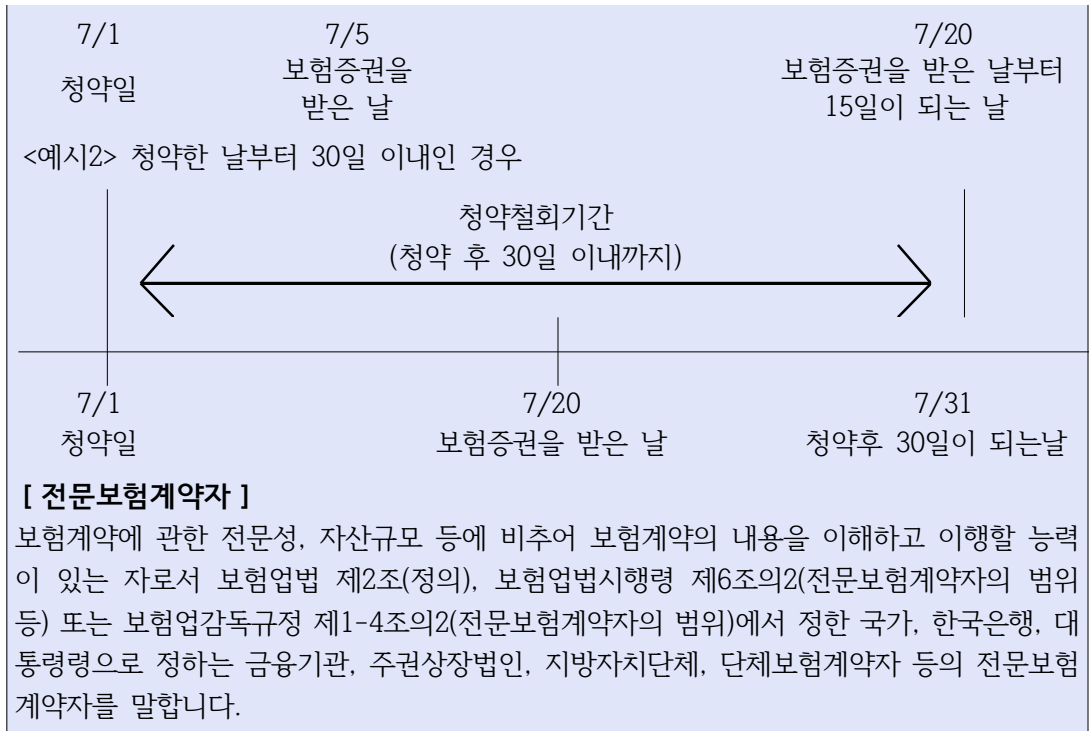 7/1 7/5 7/20
청약일 보험증권을 받은 날 보험증권을 받은 날부터 15일이 되는 날
<예시2> 청약한 날부터 30일 이내인 경우
청약철회기간
(청약 후 30일 이내까지)
7/1 7/20 7/31
청약일 보험증권을 받은 날 청약후 30일이 되는날
[ 전문보험계약자 ]
보험계약에 관한 전문성, 자산규모 등에 비추어 보험계약의 내용을 이해하고 이행할 능력
이 있는 자로서 보험업법 제2조(정의), 보험업법시행령 제6조의2(전문보험계약자의 범위
등) 또는 보험업감독규정 제1-4조의2(전문보험계약자의 범위)에서 정한 국가, 한국은행, 대
통령령으로 정하는 금융기관, 주권상장법인, 지방자치단체, 단체보험계약자 등의 전문보험
계약자를 말합니다.